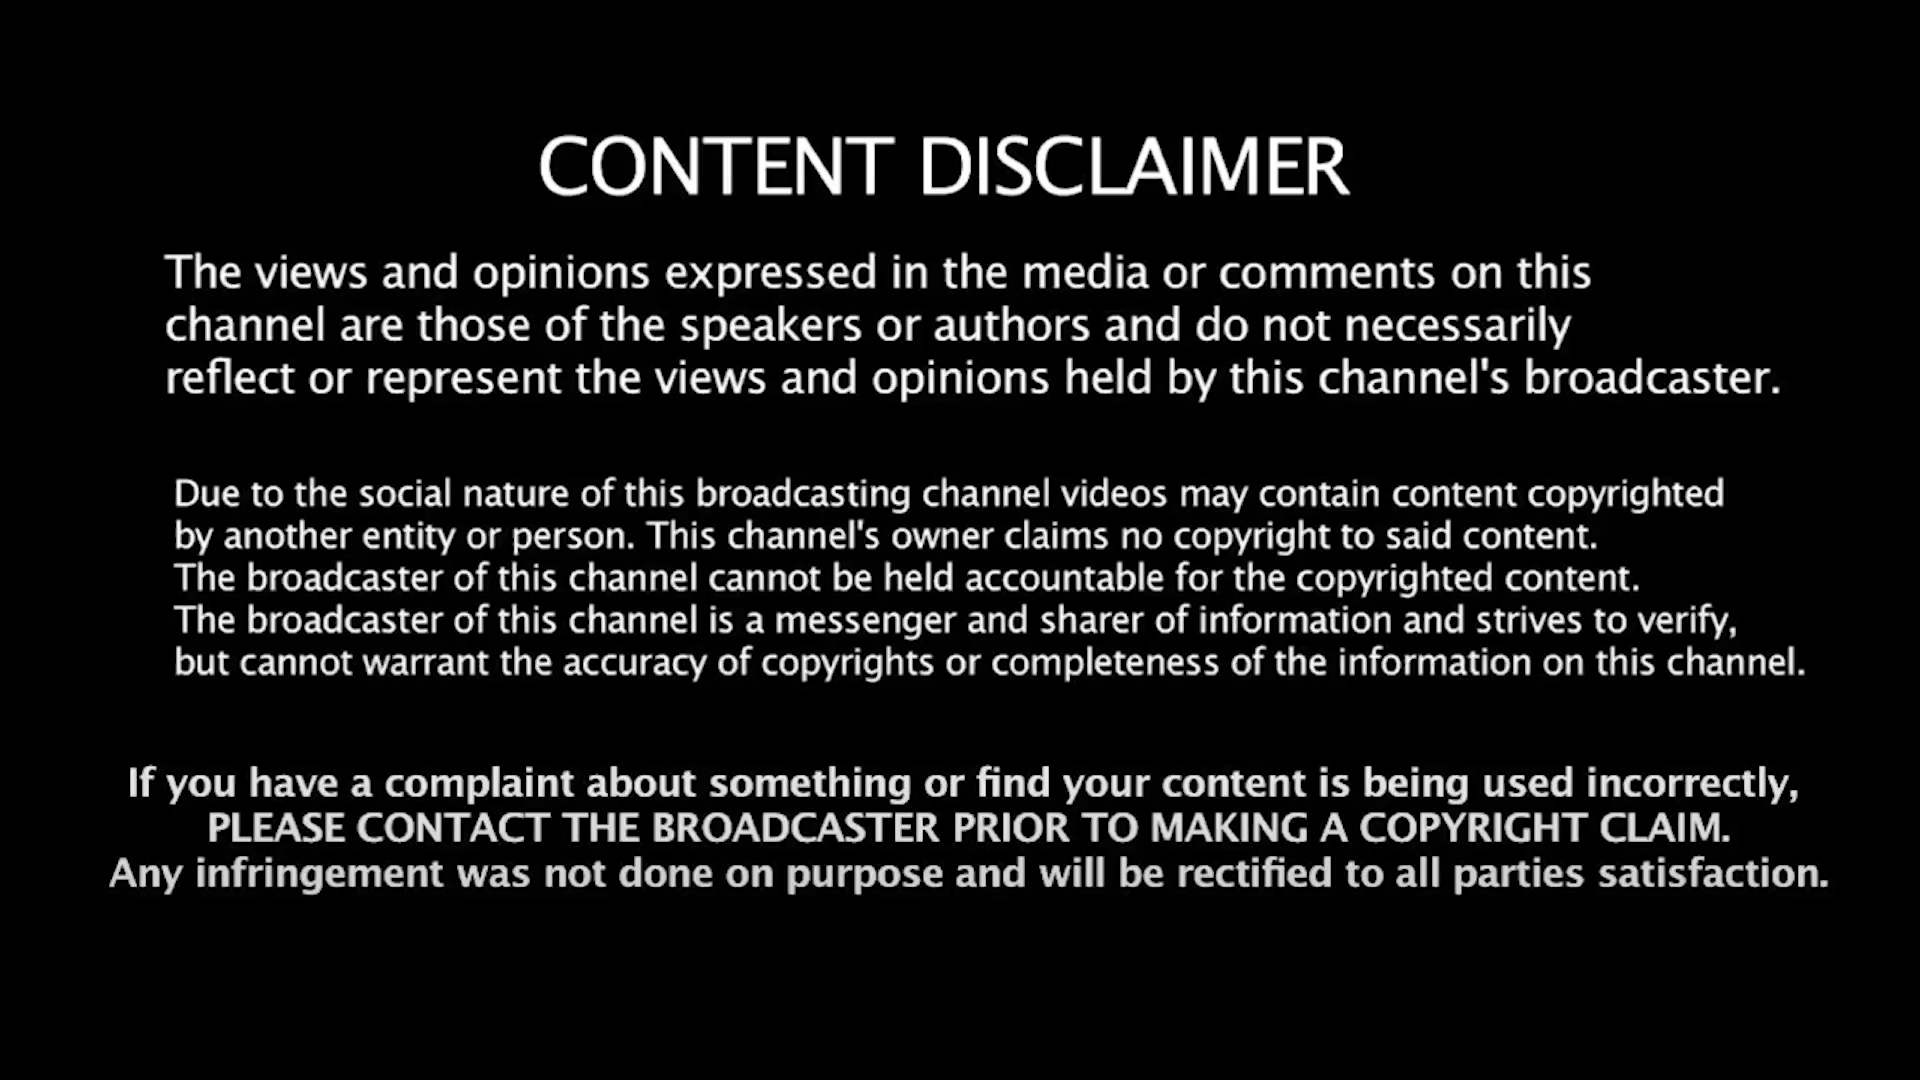 CONTENT DISCLAIMER
The views and opinions expressed in the media or comments on this
channel are those of the speakers or authors and do not necessarily
reflect or represent the views and opinions held by this channel's broadcaster.
Due to the social nature of this broadcasting channel videos may contain content copyrighted
by another entity or person. This channel's owner claims no copyright to said content.
The broadcaster of this channel cannot be held accountable for the copyrighted content.
The broadcaster of this channel is a messenger and sharer of information and strives to verify,
but cannot warrant the accuracy of copyrights or completeness of the information on this channel.
If you have a complaint about something or find your content is being used incorrectly,
PLEASE CONTACT THE BROADCASTER PRIOR TO MAKING A COPYRIGHT CLAIM.
Any infringement was not done on purpose and will be rectified to all parties satisfaction.